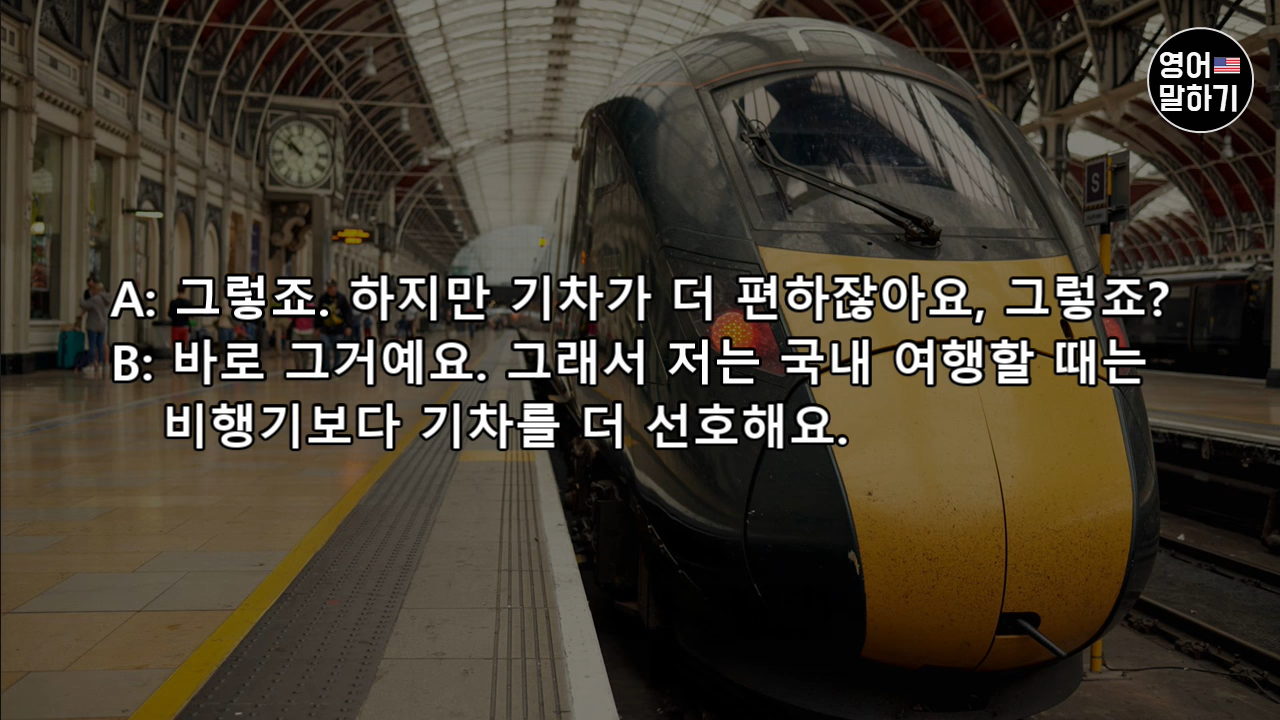 영어
말하기
S
A: 그렇죠. 하지만 기차가 더 편하잖아요, 그렇죠?
B: 바로 그거예요. 그래서 저는 국내 여행할 때는
비행기보다 기차를 더 선호해요.